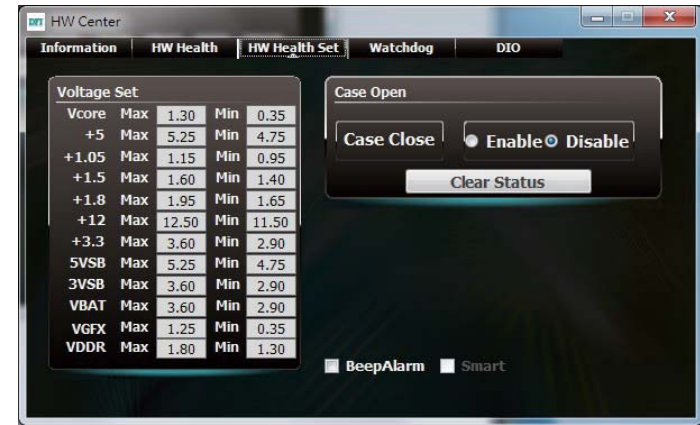 DFI HW Center
Information HW Health HW Health Set Watchdog DIO
Voltage Set
Vcore Max 1.30 Min 0.35
+5 Max 5.25 Min 4.75
+1.05 Max 1.15 Min 0.95
+1.5 Max 1.60 Min 1.40
+1.8 Max 1.95 Min 1.65
+12 Max 12.50 Min 11.50
+3.3 Max 3.60 Min 2.90
5VSB Max 5.25 Min 4.75
3VSB Max 3.60 Min 2.90
VBAT Max 3.60 Min 2.90
VGFX Max 1.25 Min 0.35
VDDR Max 1.80 Min 1.30
Case Open
Case Close Enable Disable
Clear Status
BeepAlarm Smart